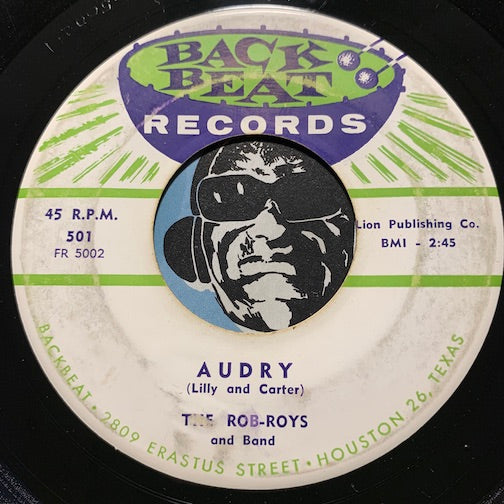 BACK
BEAT
RECORDS
45 R.P.M.
501
FR 5002
Lion Publishing Co.
BMI - 2:45
AUDRY
(Lilly and Carter)
THE ROB-ROYS
and Band
BACKBEAT • 2809 ERASTUS STREET • HOUSTON 26, TEXAS